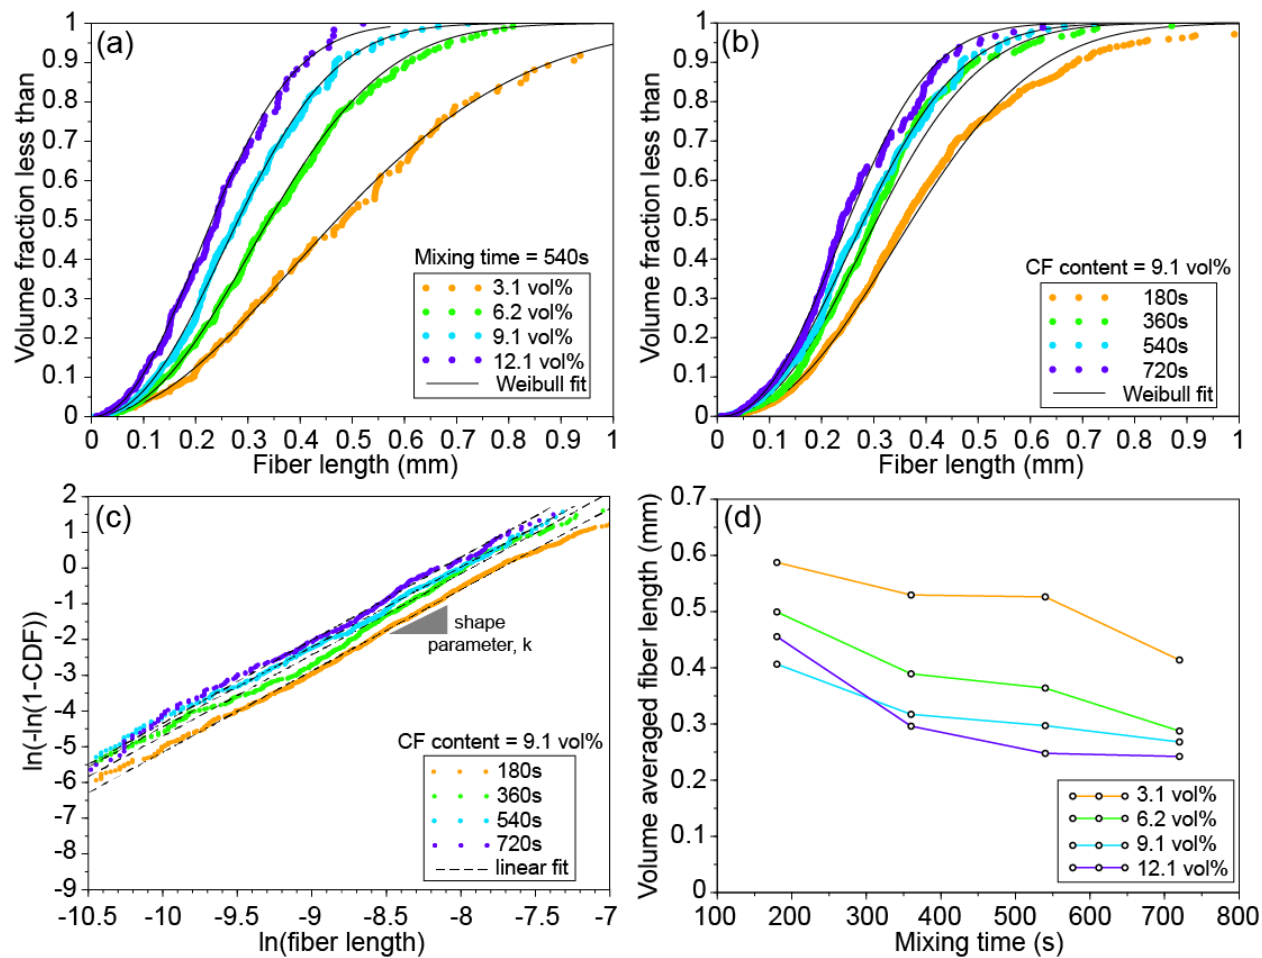 (a)
Volume fraction less than
1
0.9
0.8
0.7
0.6
0.5
0.4
0.3
0.2
0.1
0
Mixing time = 540s
3.1 vol%
6.2 vol%
9.1 vol%
12.1 vol%
Weibull fit
0 0.1 0.2 0.3 0.4 0.5 0.6 0.7 0.8 0.9 1
Fiber length (mm)
(b)
Volume fraction less than
1
0.9
0.8
0.7
0.6
0.5
0.4
0.3
0.2
0.1
0
CF content = 9.1 vol%
180s
360s
540s
720s
Weibull fit
0 0.1 0.2 0.3 0.4 0.5 0.6 0.7 0.8 0.9 1
Fiber length (mm)
(c)
ln(-ln(1-CDF))
2
1
0
-1
-2
-3
-4
-5
-6
-7
-8
-9
shape
parameter, k
CF content = 9.1 vol%
180s
360s
540s
720s
linear fit
-10.5 -10 -9.5 -9 -8.5 -8 -7.5 -7
ln(fiber length)
(d)
Volume averaged fiber length (mm)
0.7
0.6
0.5
0.4
0.3
0.2
0.1
0
3.1 vol%
6.2 vol%
9.1 vol%
12.1 vol%
100 200 300 400 500 600 700 800
Mixing time (s)